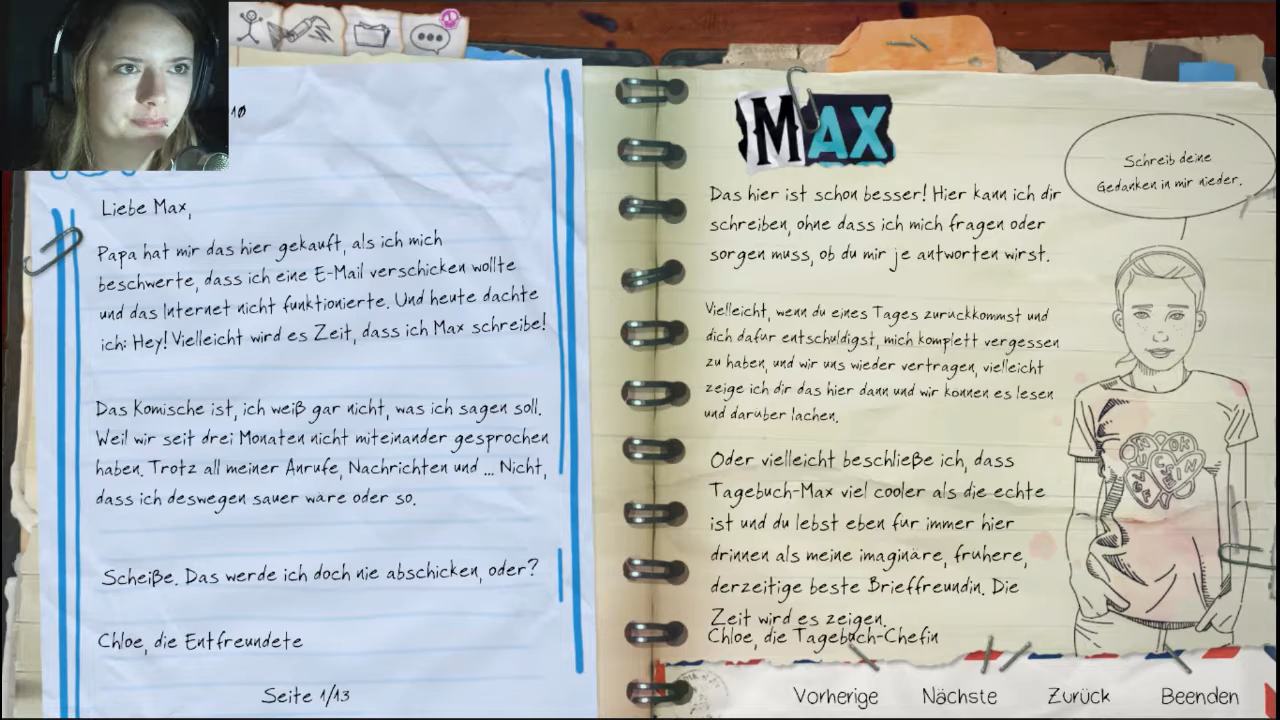 10
Liebe Max,
Papa hat mir das hier gekauft, als ich mich
beschwerte, dass ich eine E-Mail verschicken wollte
und das Internet nicht funktionierte. Und heute dachte
ich: Hey! Vielleicht wird es Zeit, dass ich Max schreibe!
Das Komische ist, ich weiß gar nicht, was ich sagen soll.
Weil wir seit drei Monaten nicht miteinander gesprochen
haben. Trotz all meiner Anrufe, Nachrichten und ... Nicht,
dass ich deswegen sauer ware oder so.
Scheiße. Das werde ich doch nie abschicken, oder?
Chloe, die Entfreundete
Seite 1/13
MAX
Das hier ist schon besser! Hier kann ich dir
schreiben, ohne dass ich mich fragen oder
sorgen muss, ob du mir je antworten wirst.
Vielleicht, wenn du eines Tages zuruckkommst und
dich dafur entschuldigst, mich komplett vergessen
zu haben, und wir uns wieder vertragen, vielleicht
zeige ich dir das hier dann und wir konnen es lesen
und daruber lachen.
Oder vielleicht beschließe ich, dass
Tagebuch-Max viel cooler als die echte
ist und du lebst eben fur immer hier
drinnen als meine imaginäre, fruhere,
derzeitige beste Brieffreundin. Die
Zeit wird es zeigen.
Chloe, die Tagebuch-Chefin
Schreib deine
Gedanken in mir nieder.
Vorherige Nächste Zurück Beenden